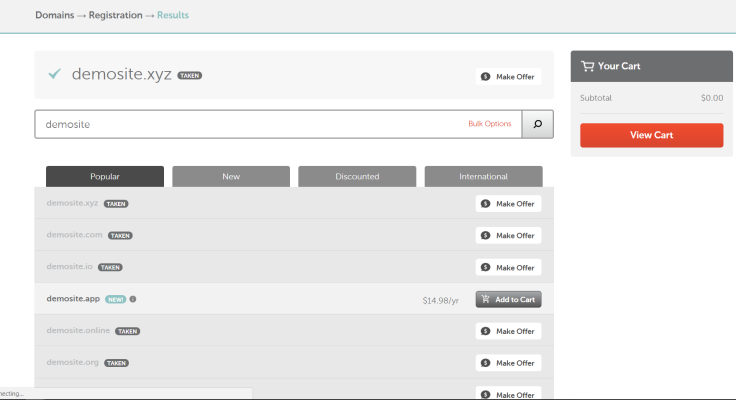 Domains → Registration → Results
demosite.xyz TAKEN
Make Offer
Your Cart
Subtotal $0.00
View Cart
demosite Bulk Options
Popular New Discounted International
demosite.xyz TAKEN Make Offer
demosite.com TAKEN Make Offer
demosite.io TAKEN Make Offer
demosite.app NEW! $14.98/yr Add to Cart
demosite.online TAKEN Make Offer
demosite.org TAKEN Make Offer
Make Offer
necting...